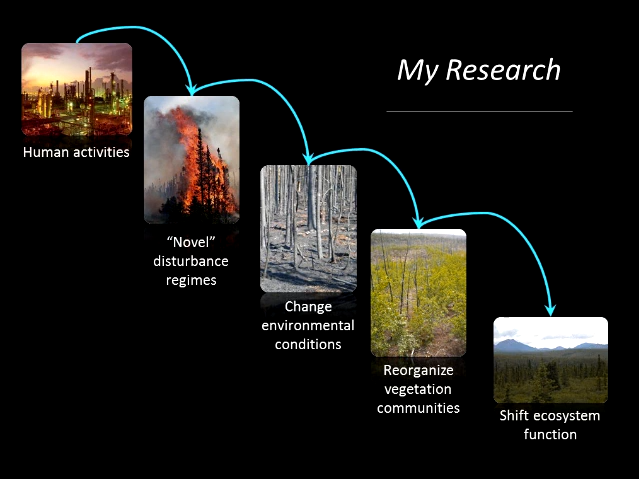 My Research
Human activities
“Novel”
disturbance
regimes
Change
environmental
conditions
Reorganize
vegetation
communities
Shift ecosystem
function